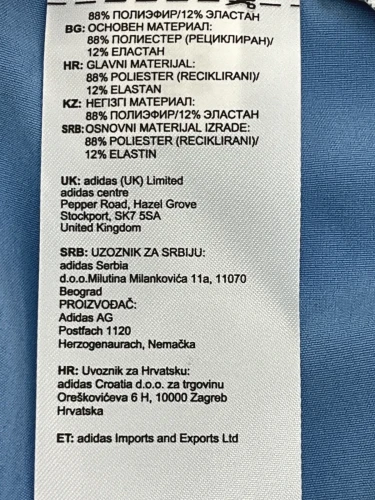 88% ПОЛИЭФИР/12% ЭЛАСТАН
BG: ОСНОВЕН МАТЕРИАЛ:
88% ПОЛИЕСТЕР (РЕЦИКЛИРАН)/
12% ЕЛАСТАН
HR: GLAVNI MATERIJAL:
88% POLIESTER (RECIKLIRANI)/
12% ELASTAN
KZ: НЕГІЗГІ МАТЕРИАЛ:
88% ПОЛИЭФИР/12% ЭЛАСТАН
SRB: OSNOVNI MATERIJAL IZRADE:
88% POLIESTER (RECIKLIRANI)/
12% ELASTIN
UK: adidas (UK) Limited
adidas centre
Pepper Road, Hazel Grove
Stockport, SK7 5SA
United Kingdom
SRB: UZOZNIK ZA SRBIJU:
adidas Serbia
d.o.o.Milutina Milankovića 11a, 11070
Beograd
PROIZVOĐAČ:
Adidas AG
Postfach 1120
Herzogenaurach, Nemačka
HR: Uvoznik za Hrvatsku:
adidas Croatia d.o.o. za trgovinu
Oreškovićeva 6 H, 10000 Zagreb
Hrvatska
ET: adidas Imports and Exports Ltd